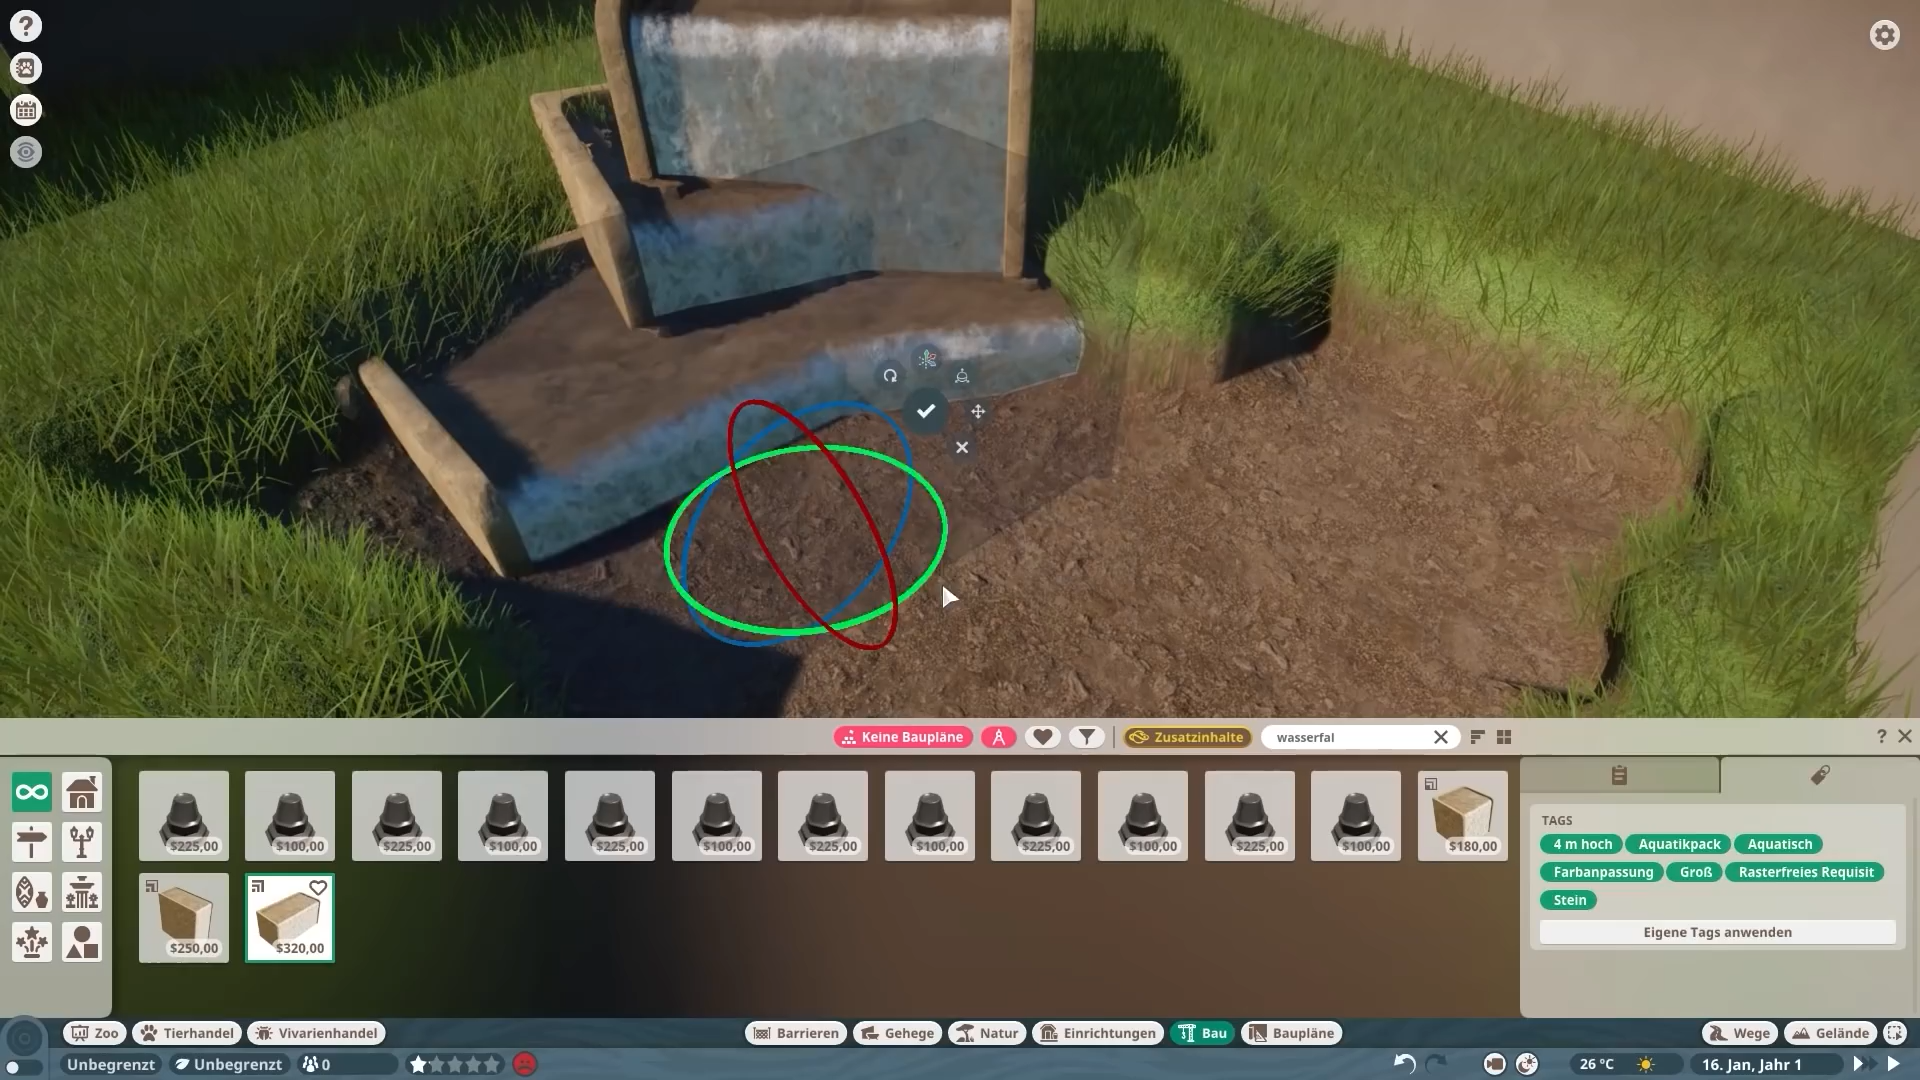 Keine Baupläne
Zusatzinhalte
wasserfal
?
?
$225,00
$100,00
$225,00
$100,00
$225,00
$100,00
$225,00
$100,00
$225,00
$100,00
$225,00
$100,00
$180,00
$250,00
$320,00
TAGS
4 m hoch
Aquatikpack
Aquatisch
Farbanpassung
Groß
Rasterfreies Requisit
Stein
Eigene Tags anwenden
Zoo
Tierhandel
Vivarienhandel
Barrieren
Gehege
Natur
Einrichtungen
Bau
Baupläne
Wege
Gelände
Unbegrenzt
Unbegrenzt
0
26 °C
16. Jan, Jahr 1